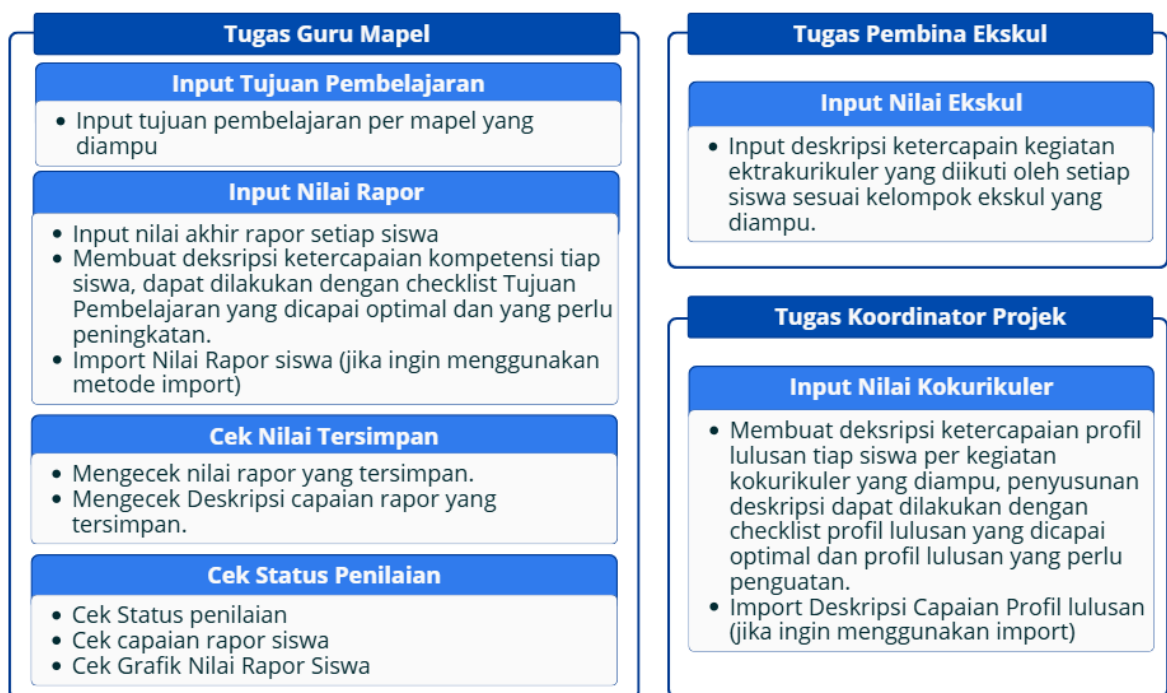 Tugas Guru Mapel
Input Tujuan Pembelajaran
• Input tujuan pembelajaran per mapel yang
diampu
Input Nilai Rapor
• Input nilai akhir rapor setiap siswa
• Membuat deksripsi ketercapaian kompetensi tiap
siswa, dapat dilakukan dengan checklist Tujuan
Pembelajaran yang dicapai optimal dan yang perlu
peningkatan.
• Import Nilai Rapor siswa (jika ingin menggunakan
metode import)
Cek Nilai Tersimpan
• Mengecek nilai rapor yang tersimpan.
• Mengecek Deskripsi capaian rapor yang
tersimpan.
Cek Status Penilaian
• Cek Status penilaian
• Cek capaian rapor siswa
• Cek Grafik Nilai Rapor Siswa
Tugas Pembina Ekskul
Input Nilai Ekskul
• Input deskripsi ketercapain kegiatan
ektrakurikuler yang diikuti oleh setiap
siswa sesuai kelompok ekskul yang
diampu.
Tugas Koordinator Projek
Input Nilai Kokurikuler
• Membuat deksripsi ketercapaian profil
lulusan tiap siswa per kegiatan
kokurikuler yang diampu, penyusunan
deskripsi dapat dilakukan dengan
checklist profil lulusan yang dicapai
optimal dan profil lulusan yang perlu
penguatan.
• Import Deskripsi Capaian Profil lulusan
(jika ingin menggunakan import)